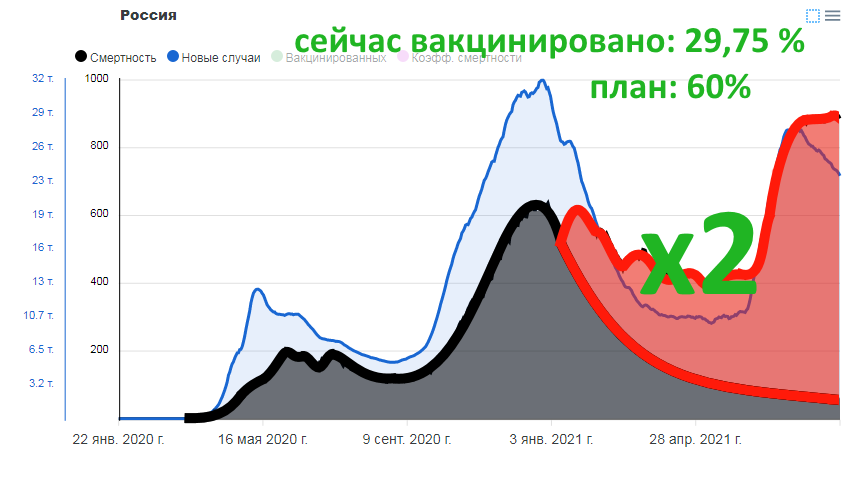 Россия
сейчас вакцинировано: 29,75 %
Смертность Новые случаи Вакцинированных Коэфф. смертности
план: 60%
32 т. 1000
29 т.
26 т. 800
23 т.
19 т. 600
16 т.
x2
13 т. 400
10.7 т.
6.5 т. 200
3.2 т.
22 янв. 2020 г. 16 мая 2020 г. 9 сент. 2020 г. 3 янв. 2021 г. 28 апр. 2021 г.